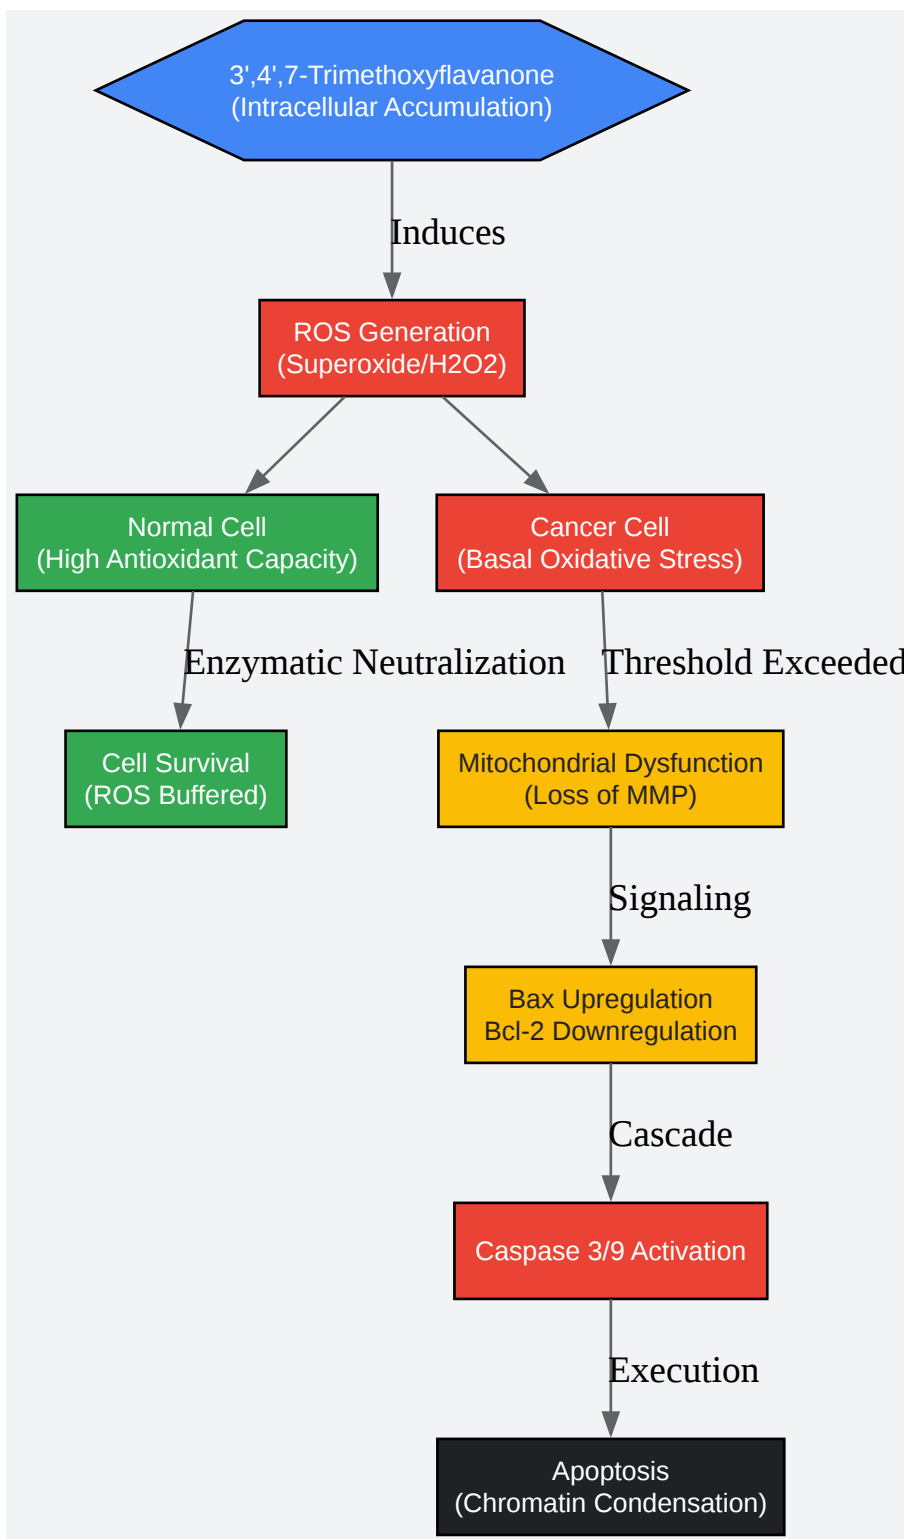 3',4',7-Trimethoxyflavanone
(Intracellular Accumulation)
Induces
ROS Generation
(Superoxide/H2O2)
Normal Cell
(High Antioxidant Capacity)
Cancer Cell
(Basal Oxidative Stress)
Enzymatic Neutralization
Threshold Exceeded
Cell Survival
(ROS Buffered)
Mitochondrial Dysfunction
(Loss of MMP)
Signaling
Bax Upregulation
Bcl-2 Downregulation
Cascade
Caspase 3/9 Activation
Execution
Apoptosis
(Chromatin Condensation)